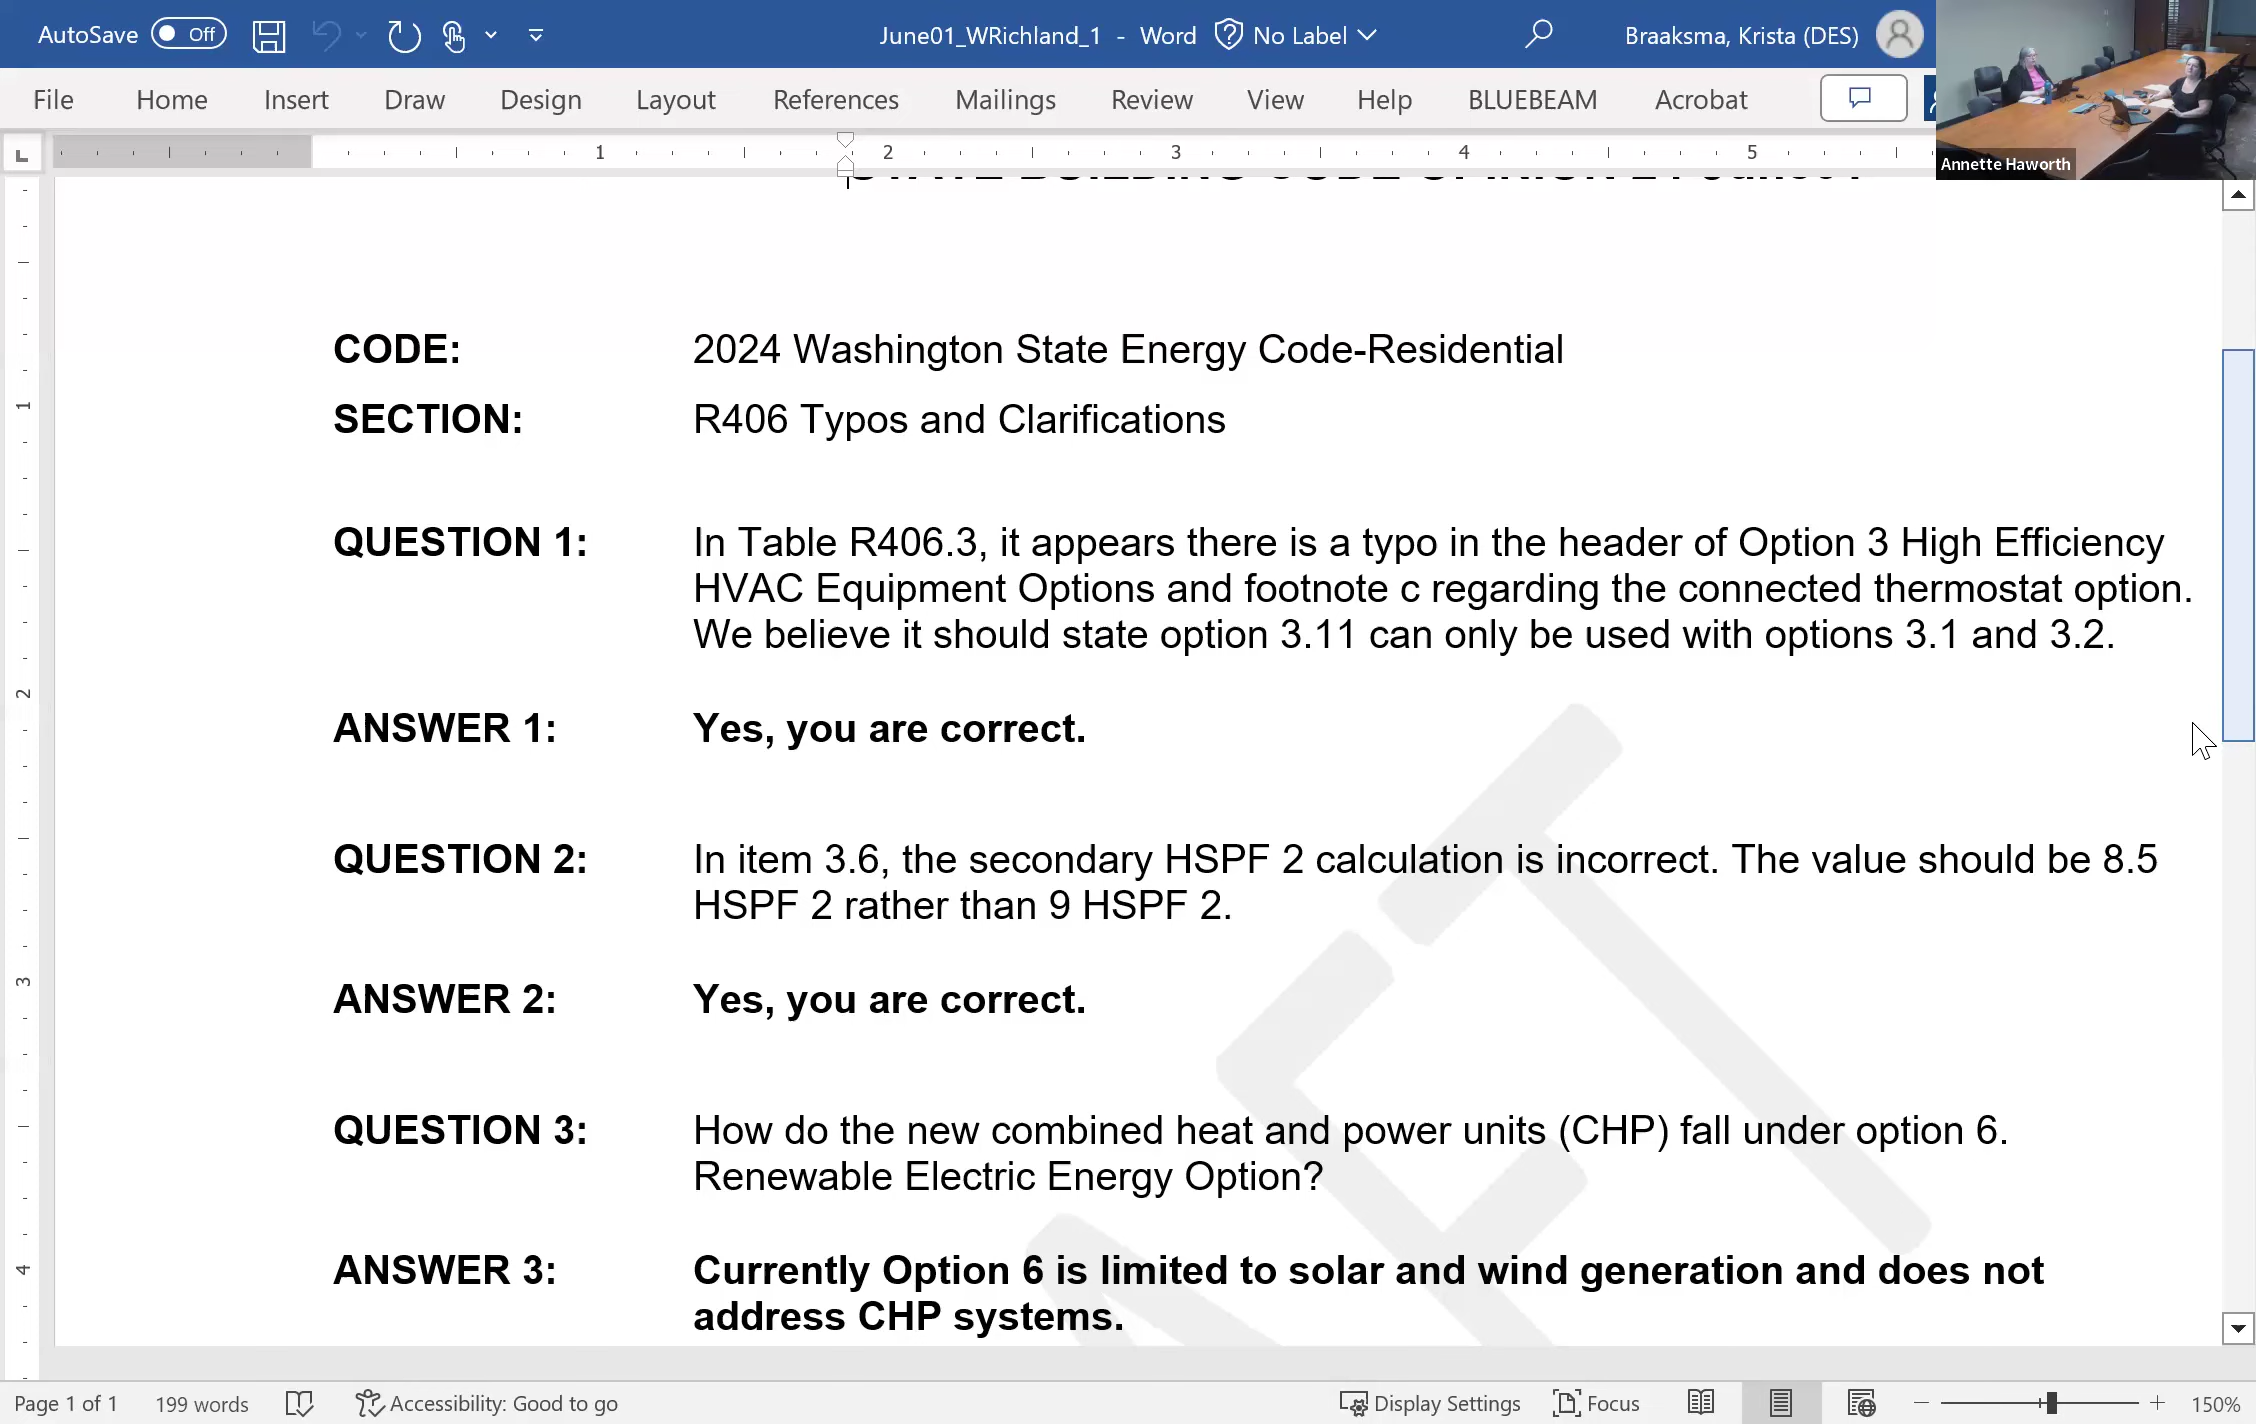 AutoSave Off June01_WRichland_1 - Word No Label Braaksma, Krista (DES)
File Home Insert Draw Design Layout References Mailings Review View Help BLUEBEAM Acrobat
Annette Haworth
1 2 3 4 5
CODE: 2024 Washington State Energy Code-Residential
SECTION: R406 Typos and Clarifications
QUESTION 1: In Table R406.3, it appears there is a typo in the header of Option 3 High Efficiency
HVAC Equipment Options and footnote c regarding the connected thermostat option.
We believe it should state option 3.11 can only be used with options 3.1 and 3.2.
ANSWER 1: Yes, you are correct.
QUESTION 2: In item 3.6, the secondary HSPF 2 calculation is incorrect. The value should be 8.5
HSPF 2 rather than 9 HSPF 2.
ANSWER 2: Yes, you are correct.
QUESTION 3: How do the new combined heat and power units (CHP) fall under option 6.
Renewable Electric Energy Option?
ANSWER 3: Currently Option 6 is limited to solar and wind generation and does not
address CHP systems.
1
2
3
4
Page 1 of 1 199 words Accessibility: Good to go Display Settings Focus 150%